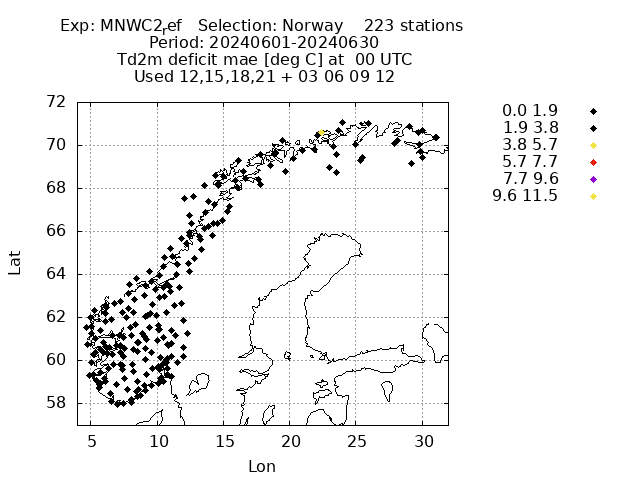 Exp: MNWC2ref   Selection: Norway    223 stations
Period: 20240601-20240630
Td2m deficit mae [deg C] at  00 UTC
Used 12,15,18,21 + 03 06 09 12
72
70
68
66
64
62
60
58
5 10 15 20 25 30
Lat
Lon
0.0 1.9
1.9 3.8
3.8 5.7
5.7 7.7
7.7 9.6
9.6 11.5